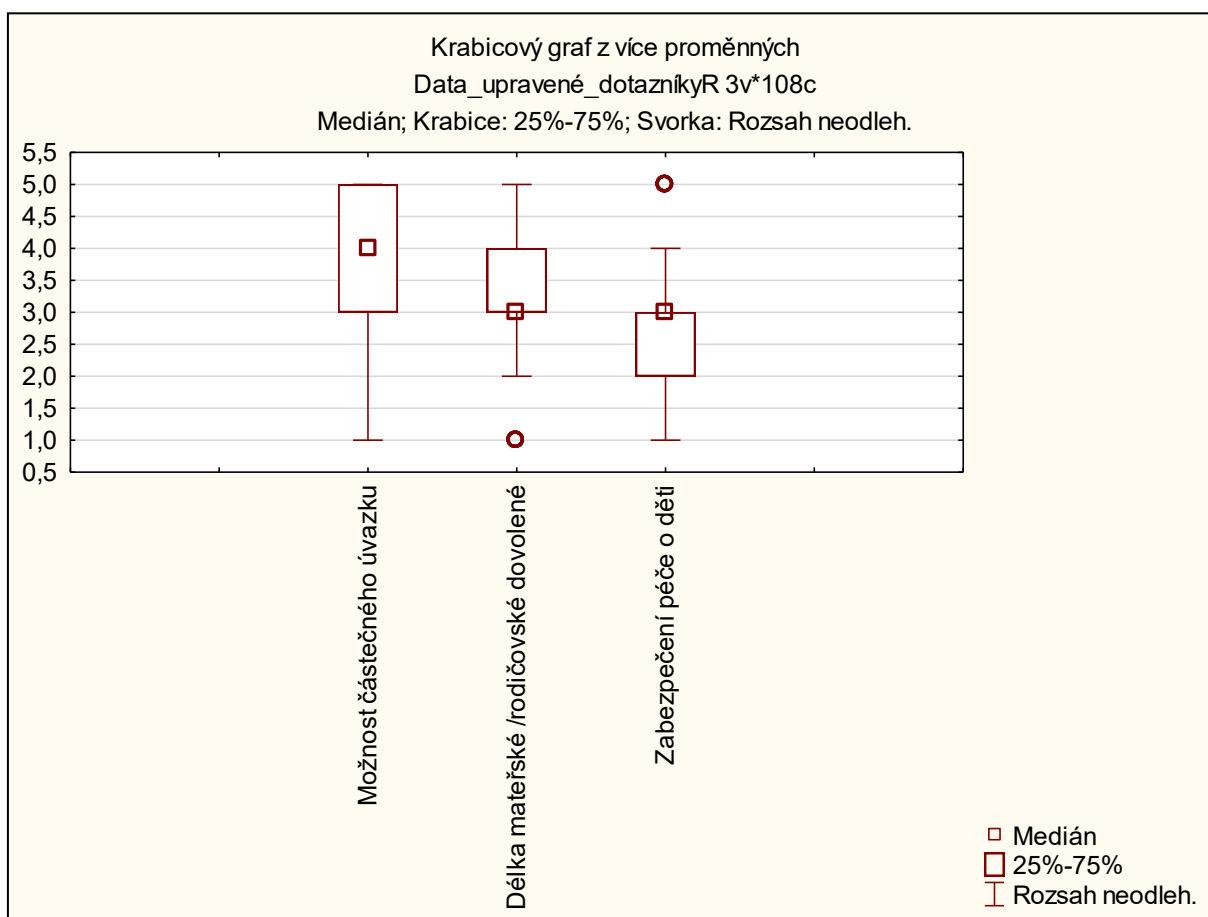 Krabicový graf z více proměnných
Data_upravené_dotazníkyR 3v*108c
Medián; Krabice: 25%-75%; Svorka: Rozsah neodleh.
5,5
5,0
4,5
4,0
3,5
3,0
2,5
2,0
1,5
1,0
0,5
Možnost částečného úvazku
Délka mateřské /rodičovské dovolené
Zabezpečení péče o děti
Medián
25%-75%
Rozsah neodleh.